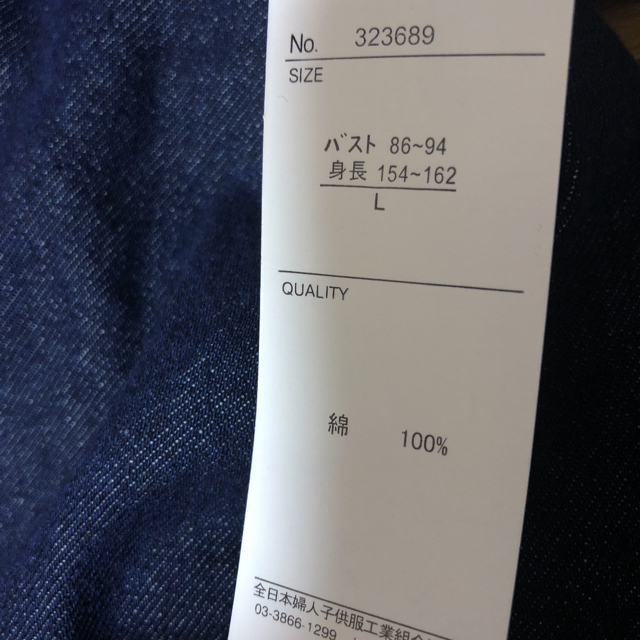 No. 323689
SIZE
バスト 86~94
身長 154~162
L
QUALITY
綿 100%
全日本婦人子供服工業組合
03-3866-1299